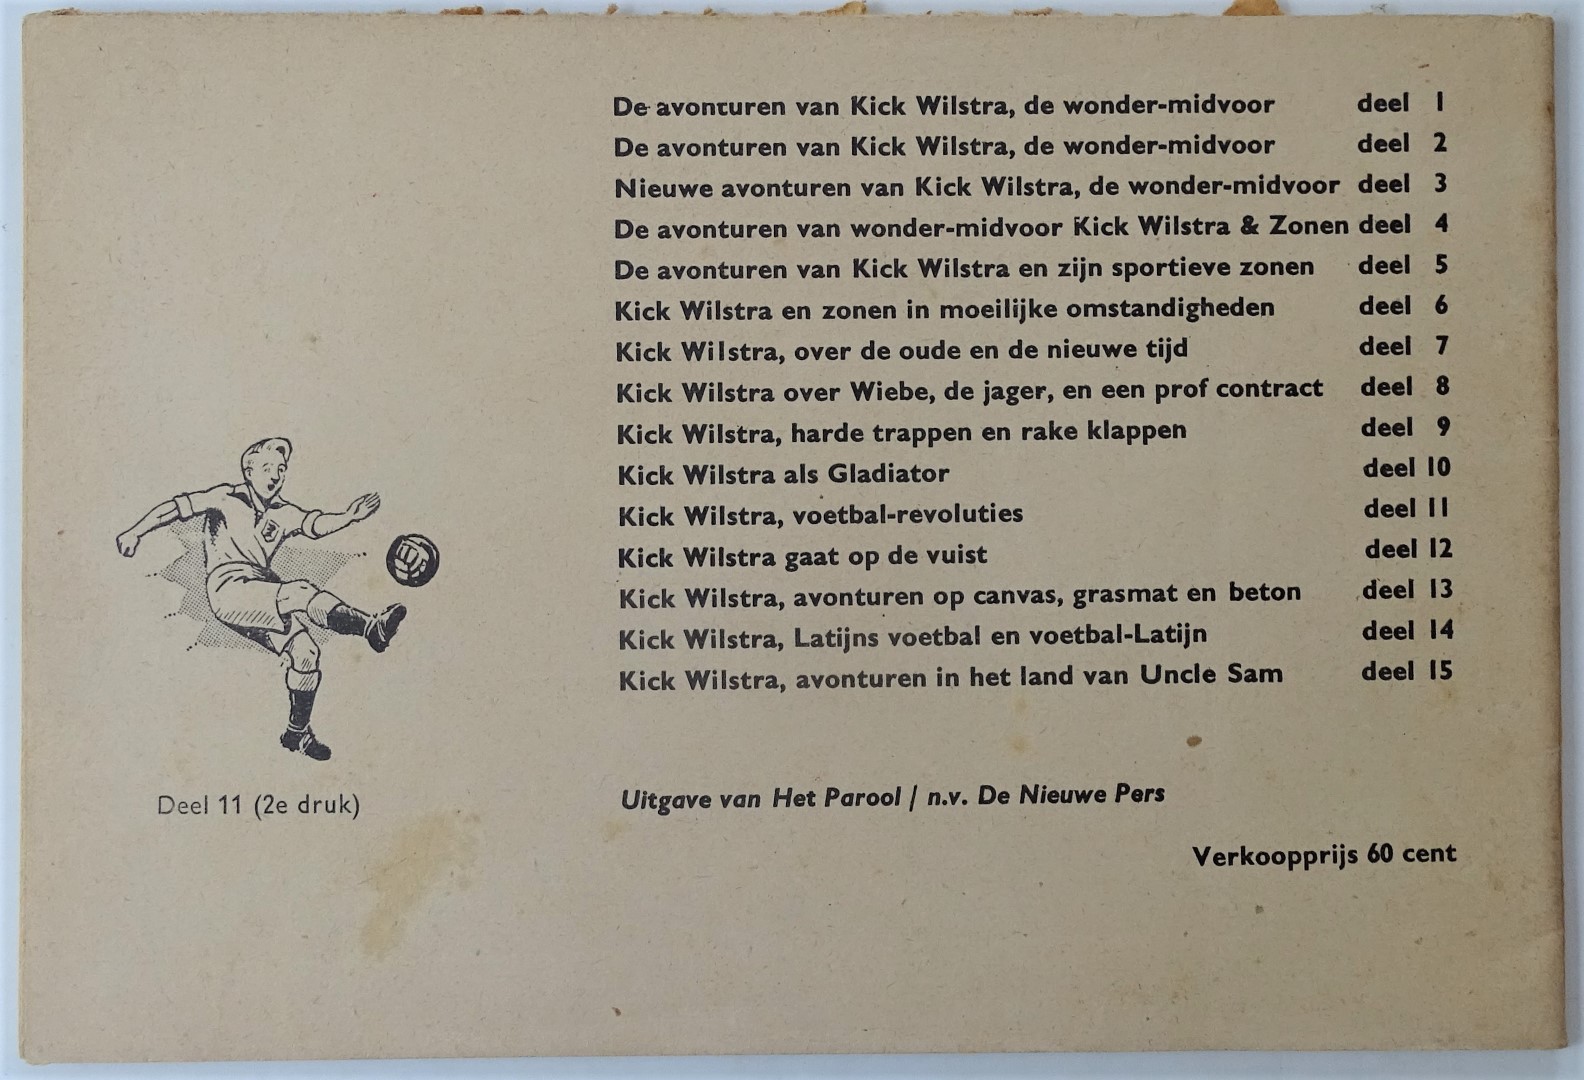 De avonturen van Kick Wilstra, de wonder-midvoor deel 1
De avonturen van Kick Wilstra, de wonder-midvoor deel 2
Nieuwe avonturen van Kick Wilstra, de wonder-midvoor deel 3
De avonturen van wonder-midvoor Kick Wilstra & Zonen deel 4
De avonturen van Kick Wilstra en zijn sportieve zonen deel 5
Kick Wilstra en zonen in moeilijke omstandigheden deel 6
Kick Wilstra, over de oude en de nieuwe tijd deel 7
Kick Wilstra over Wiebe, de jager, en een prof contract deel 8
Kick Wilstra, harde trappen en rake klappen deel 9
Kick Wilstra als Gladiator deel 10
Kick Wilstra, voetbal-revoluties deel 11
Kick Wilstra gaat op de vuist deel 12
Kick Wilstra, avonturen op canvas, grasmat en beton deel 13
Kick Wilstra, Latijns voetbal en voetbal-Latijn deel 14
Kick Wilstra, avonturen in het land van Uncle Sam deel 15
Deel 11 (2e druk)
Uitgave van Het Parool / n.v. De Nieuwe Pers
Verkoopprijs 60 cent